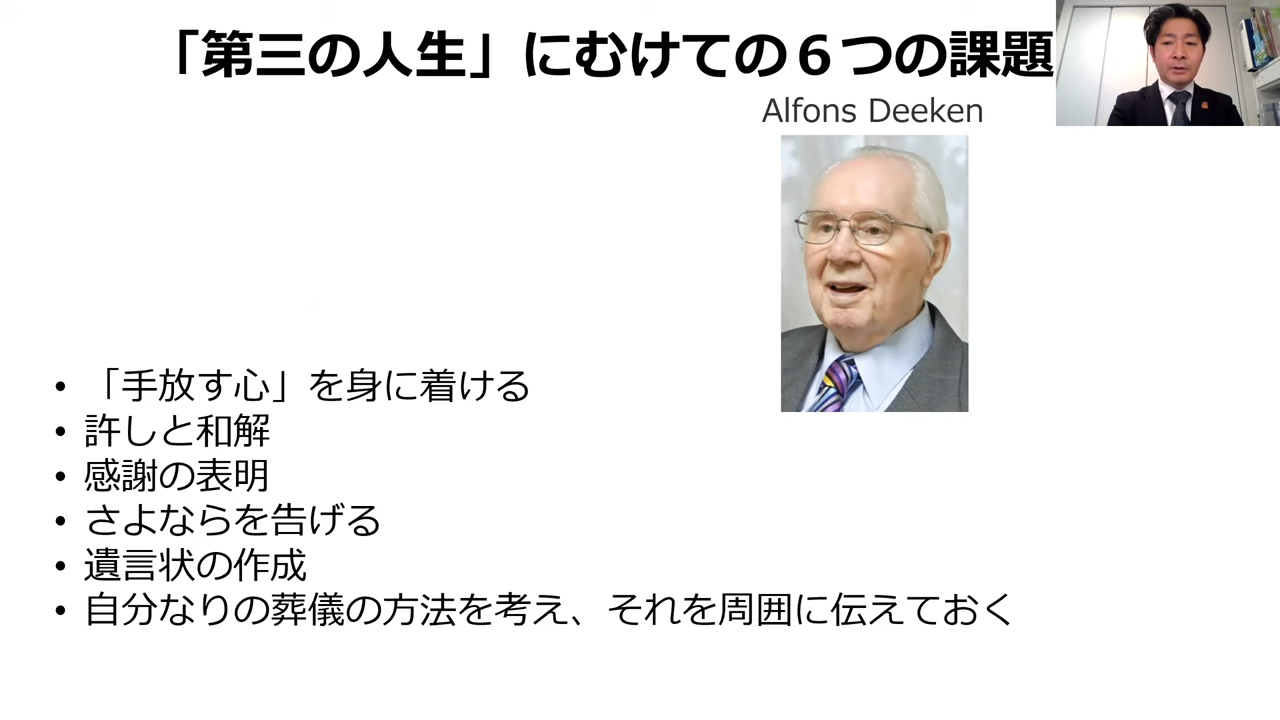 「第三の人生」にむけての６つの課題
Alfons Deeken
• 「手放す心」を身に着ける
• 許しと和解
• 感謝の表明
• さよならを告げる
• 遺言状の作成
• 自分なりの葬儀の方法を考え、それを周囲に伝えておく